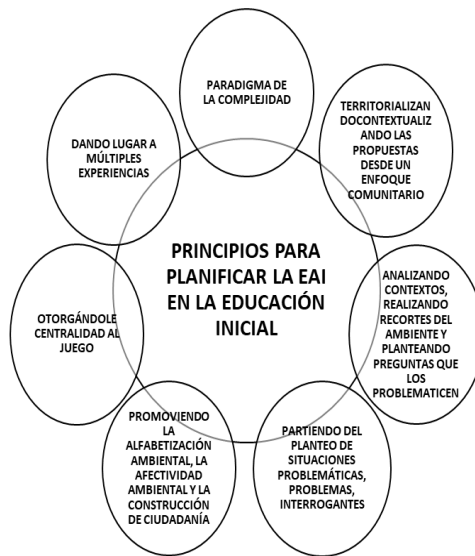 PARADIGMA DE
LA COMPLEJIDAD
TERRITORIALIZAN
DOCONTEXTUALIZ
ANDO LAS
PROPUESTAS
DESDE UN
ENFOQUE
COMUNITARIO
ANALIZANDO
CONTEXTOS,
REALIZANDO
RECORTES DEL
AMBIENTE Y
PLANTEANDO
PREGUNTAS QUE
LOS
PROBLEMATICEN
PARTIENDO DEL
PLANTEO DE
SITUACIONES
PROBLEMÁTICAS,
PROBLEMAS,
INTERROGANTES
PROMOVIENDO
LA
ALFABETIZACIÓN
AMBIENTAL, LA
AFECTIVIDAD
AMBIENTAL Y LA
CONSTRUCCIÓN
DE CIUDADANÍA
OTORGÁNDOLE
CENTRALIDAD AL
JUEGO
DANDO LUGAR A
MÚLTIPLES
EXPERIENCIAS
PRINCIPIOS PARA
PLANIFICAR LA EAI
EN LA EDUCACIÓN
INICIAL